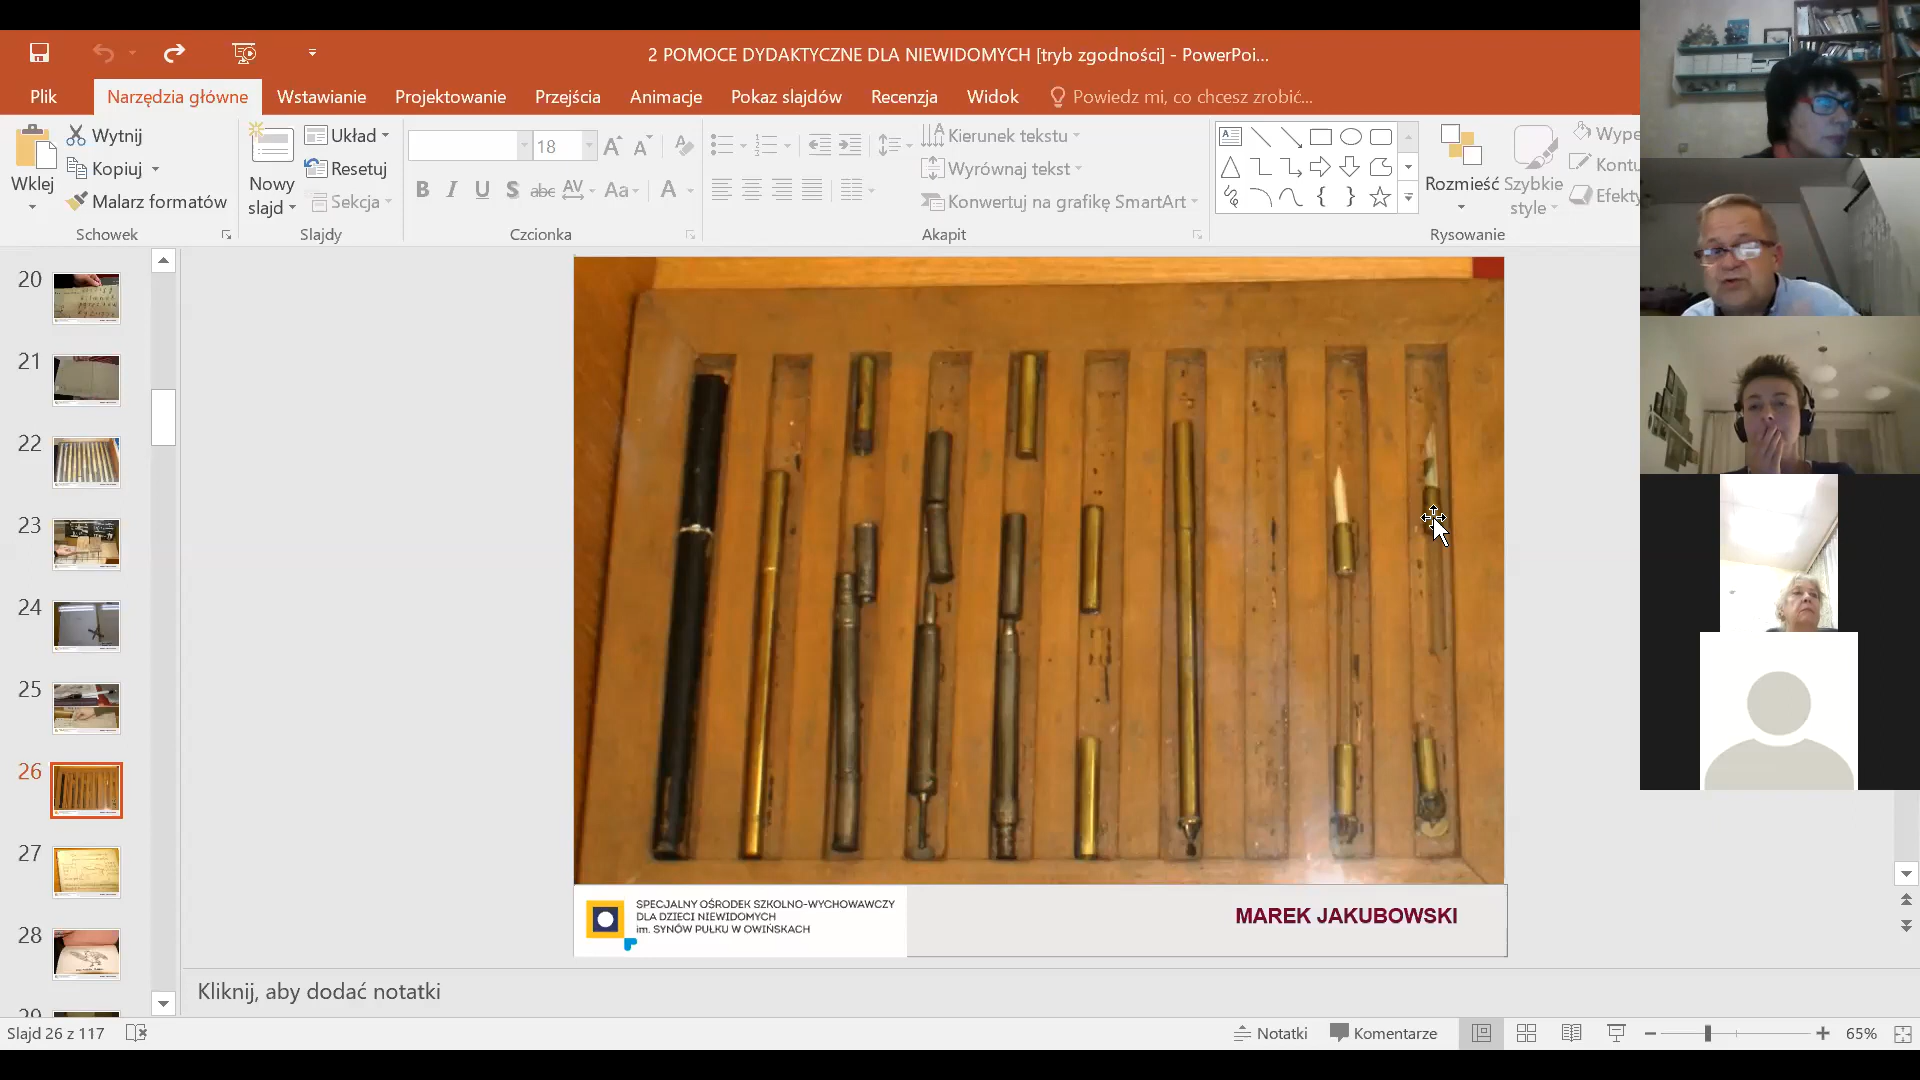 2 POMOCE DYDAKTYCZNE DLA NIEWIDOMYCH [tryb zgodności] - PowerPoi...
Plik
Narzędzia główne
Wstawianie
Projektowanie
Przejścia
Animacje
Pokaz slajdów
Recenzja
Widok
Powiedz mi, co chcesz zrobić...
Wklej
Wytnij
Kopiuj
Malarz formatów
Schowek
Nowy
slajd
Układ
Resetuj
Sekcja
Slajdy
18
Czcionka
Kierunek tekstu
Wyrównaj tekst
Konwertuj na grafikę SmartArt
Akapit
Rozmieść
Szybkie
style
Wype
Kontu
Efekty
Rysowanie
20
21
22
23
24
25
26
27
28
29
SPECJALNY OŚRODEK SZKOLNO-WYCHOWAWCZY
DLA DZIECI NIEWIDOMYCH
im. SYNÓW PUŁKU W OWIŃSKACH
MAREK JAKUBOWSKI
Kliknij, aby dodać notatki
Slajd 26 z 117
Notatki
Komentarze
65%